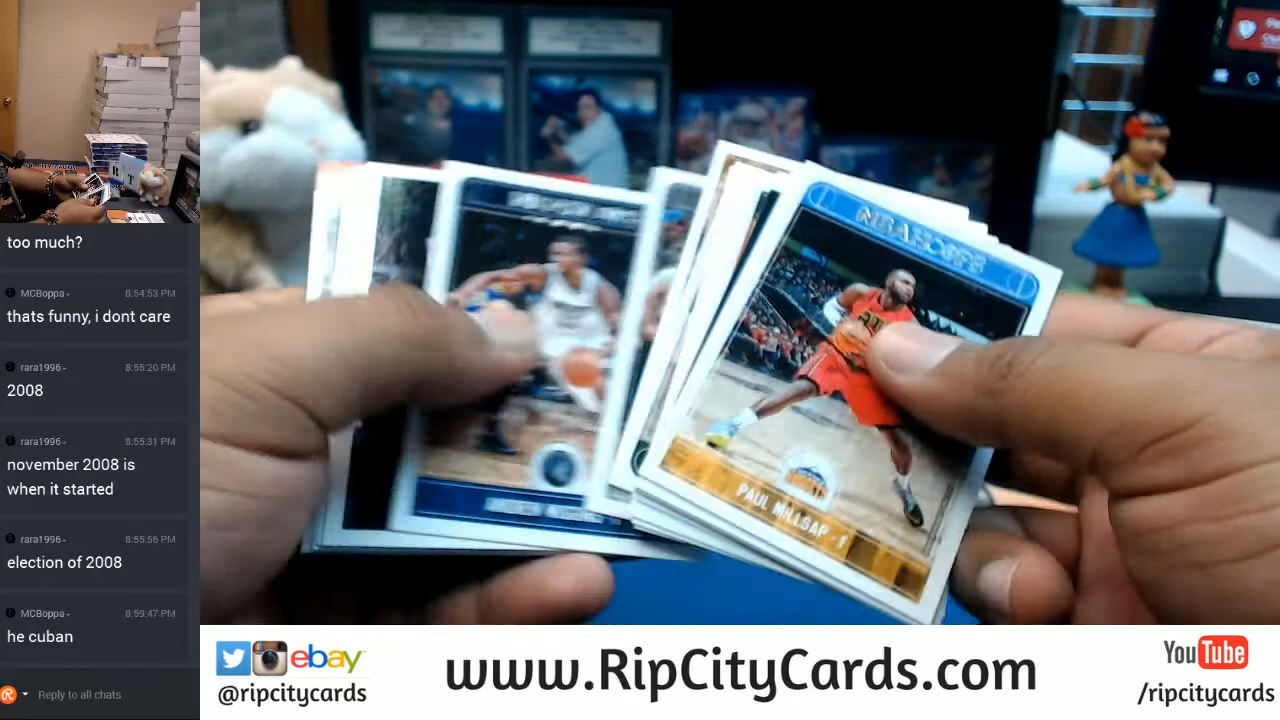 too much?
MCBoppa-
8:54:53 PM
thats funny, i dont care
rara1996-
8:55:20 PM
2008
rara1996-
8:55:31 PM
november 2008 is
when it started
rara1996-
8:55:56 PM
election of 2008
MCBoppa-
8:59:47 PM
he cuban
Reply to all chats
NBA HOOPS
PAUL MILLSAP
ebay
@ripcitycards
www.RipCityCards.com
YouTube
/ripcitycards